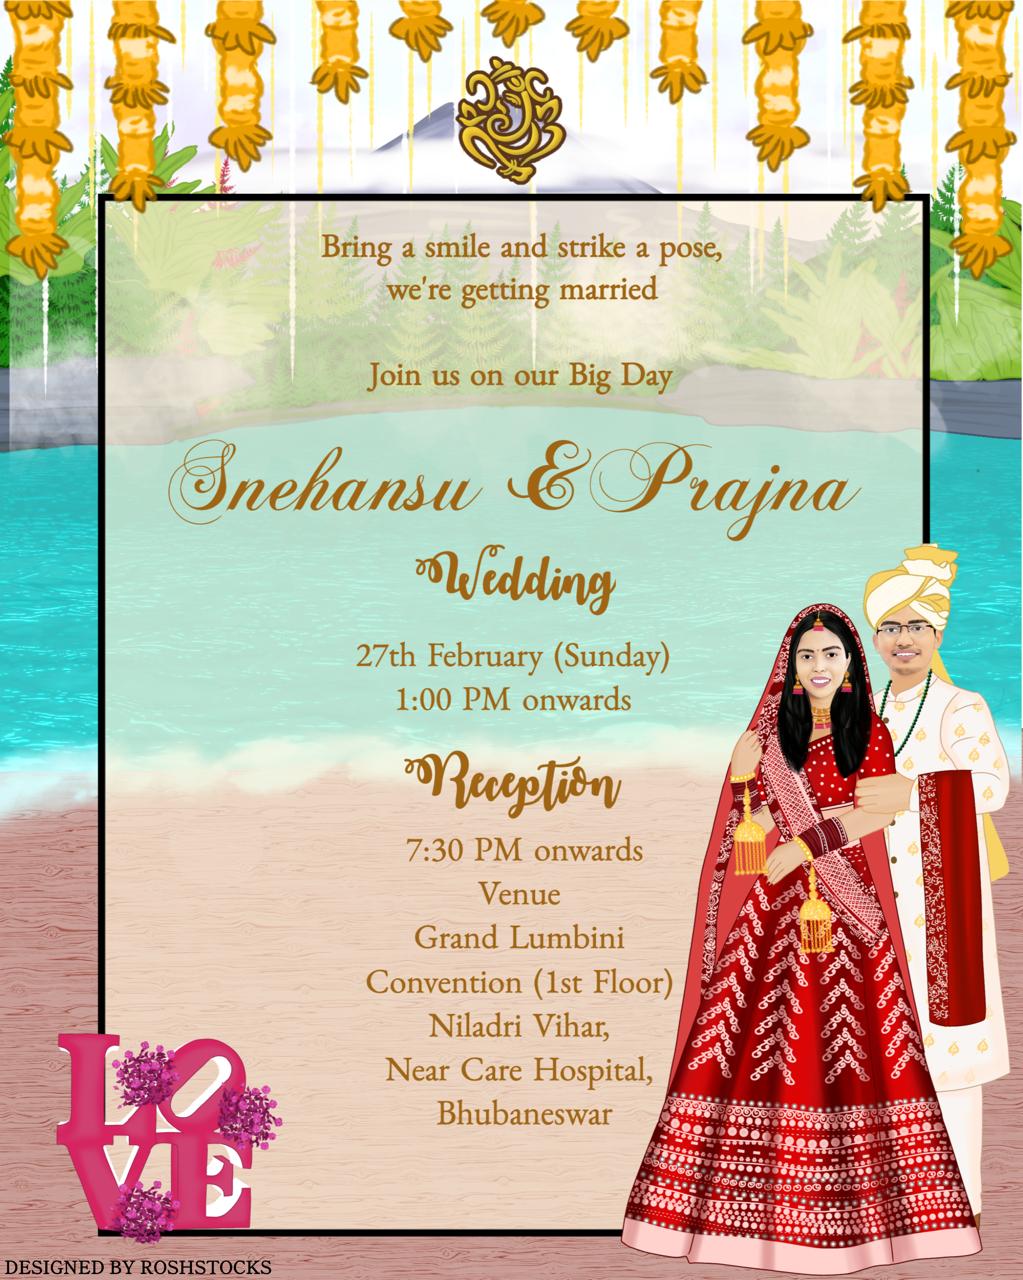 Bring a smile and strike a pose,
we're getting married
Join us on our Big Day
Snehansu & Prajna
Wedding
27th February (Sunday)
1:00 PM onwards
Reception
7:30 PM onwards
Venue
Grand Lumbini
Convention (1st Floor)
Niladri Vihar,
Near Care Hospital,
Bhubaneswar
LO
VE
DESIGNED BY ROSHSTOCKS